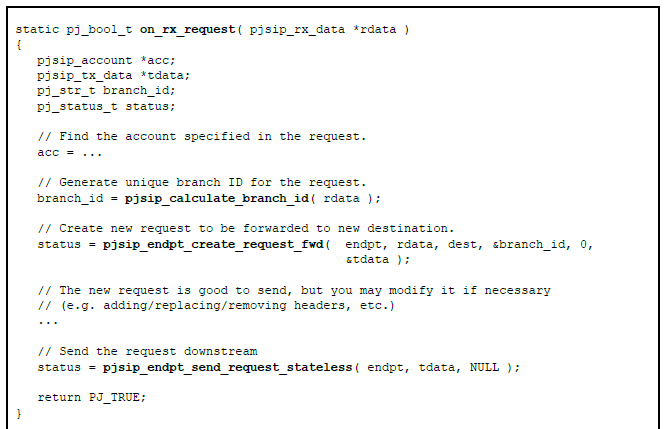 static pj_bool_t on_rx_request( pjsip_rx_data *rdata )
{
pjsip_account *acc;
pjsip_tx_data *tdata;
pj_str_t branch_id;
pj_status_t status;
// Find the account specified in the request.
acc = ...
// Generate unique branch ID for the request.
branch_id = pjsip_calculate_branch_id( rdata );
// Create new request to be forwarded to new destination.
status = pjsip_endpt_create_request_fwd( endpt, rdata, dest, &branch_id, 0,
&tdata );
// The new request is good to send, but you may modify it if necessary
// (e.g. adding/replacing/removing headers, etc.)
...
// Send the request downstream
status = pjsip_endpt_send_request_stateless( endpt, tdata, NULL );
return PJ_TRUE;
}